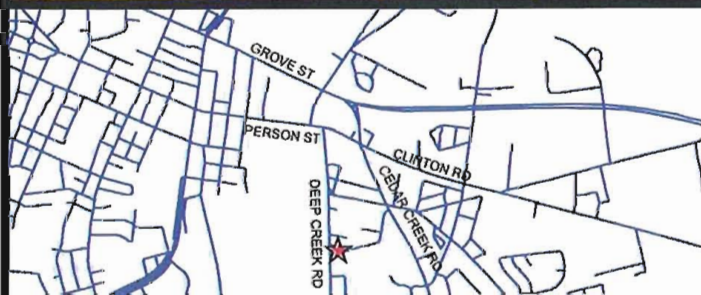 GROVE ST
PERSON ST
CLINTON RD
CEDAR CREEK RD
DEEP CREEK RD